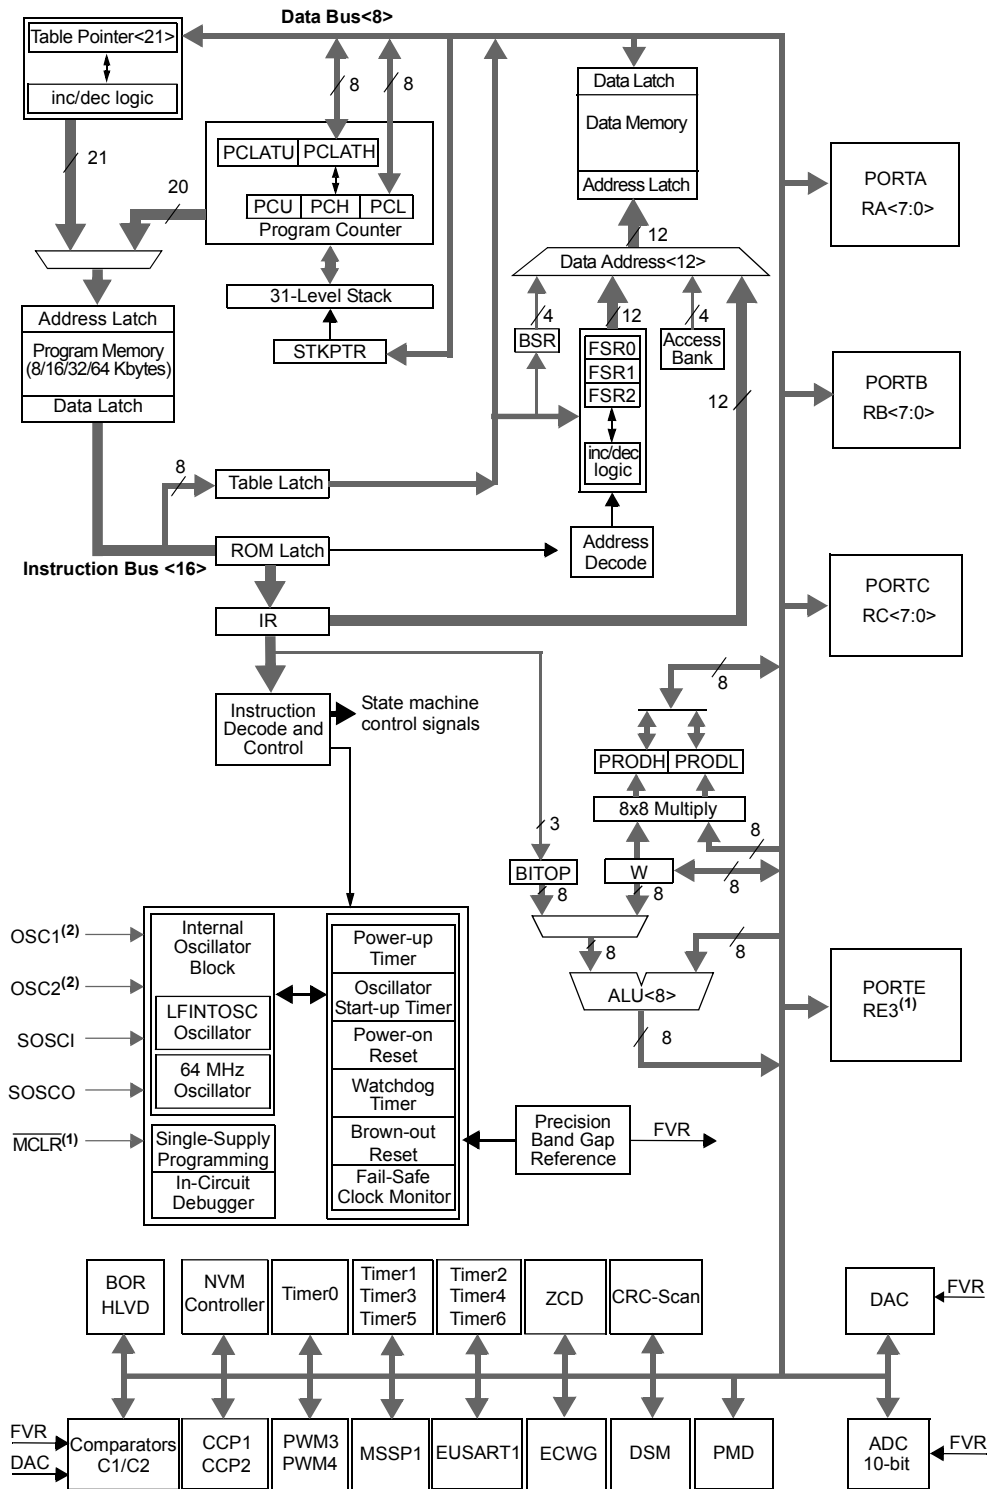 Data Bus<8>
Table Pointer<21>
inc/dec logic
21
20
8
8
PCLATU
PCLATH
PCU
PCH
PCL
Program Counter
31-Level Stack
STKPTR
Data Latch
Data Memory
Address Latch
12
Data Address<12>
4
12
4
BSR
FSR0
FSR1
FSR2
inc/dec
logic
Access
Bank
12
Address
Decode
Address Latch
Program Memory
(8/16/32/64 Kbytes)
Data Latch
8
Table Latch
ROM Latch
Instruction Bus <16>
IR
Instruction
Decode and
Control
State machine
control signals
PORTA
RA<7:0>
PORTB
RB<7:0>
PORTC
RC<7:0>
8
PRODH
PRODL
8x8 Multiply
8
3
BITOP
W
8
8
8
8
8
ALU<8>
8
PORTE
RE3(1)
OSC1(2)
OSC2(2)
SOSCI
SOSCO
MCLR(1)
Internal
Oscillator
Block
LFINTOSC
Oscillator
64 MHz
Oscillator
Single-Supply
Programming
In-Circuit
Debugger
Power-up
Timer
Oscillator
Start-up Timer
Power-on
Reset
Watchdog
Timer
Brown-out
Reset
Fail-Safe
Clock Monitor
Precision
Band Gap
Reference
FVR
BOR
HLVD
NVM
Controller
Timer0
Timer1
Timer3
Timer5
Timer2
Timer4
Timer6
ZCD
CRC-Scan
DAC
FVR
FVR
DAC
Comparators
C1/C2
CCP1
CCP2
PWM3
PWM4
MSSP1
EUSART1
ECWG
DSM
PMD
ADC
10-bit
FVR